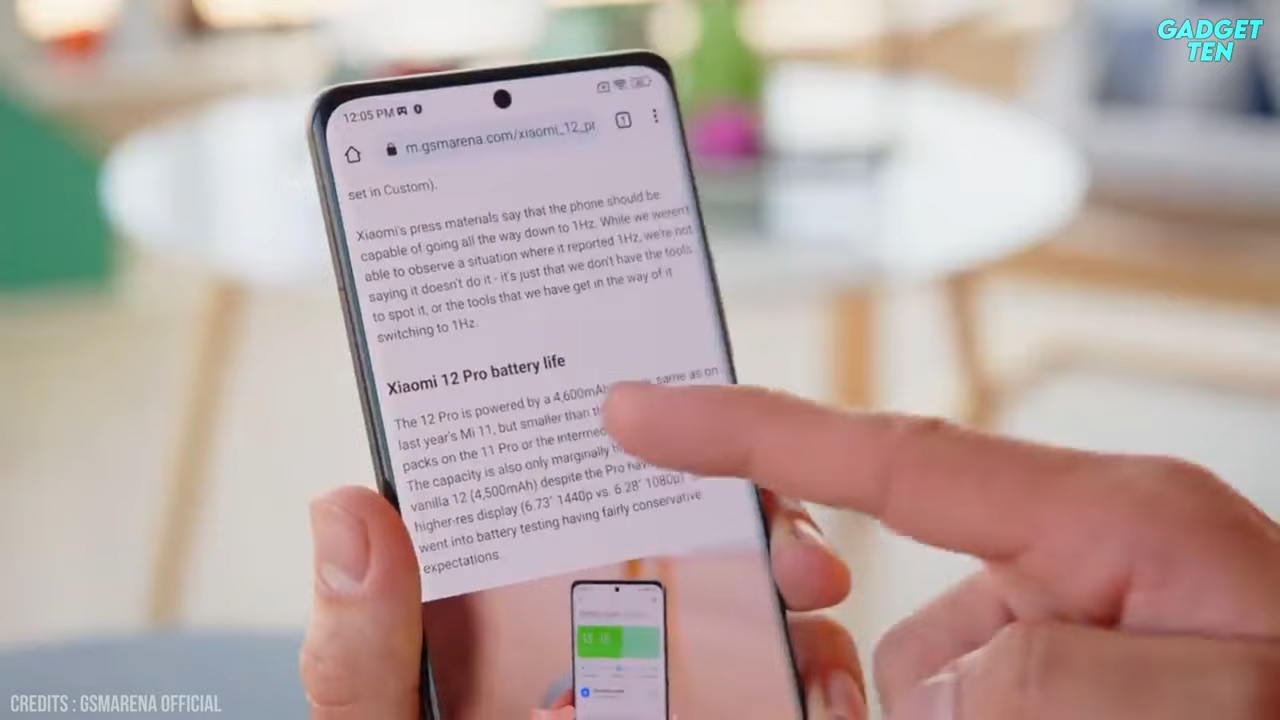 GADGET
TEN
12:05 PM
m.gsmarena.com/xiaomi_12_pr
1
set in Custom).
Xiaomi's press materials say that the phone should be
capable of going all the way down to 1Hz. While we weren't
able to observe a situation where it reported 1Hz, we're not
saying it doesn't do it - it's just that we don't have the tools
to spot it, or the tools that we have get in the way of it
switching to 1Hz.
Xiaomi 12 Pro battery life
The 12 Pro is powered by a 4,600mAh same as on
last year's Mi 11, but smaller than
packs on the 11 Pro or the
The capacity is also only marginally
vanilla 12 (4,500mAh) despite the Pro
higher-res display (6.73" 1440p vs. 6.28" 1080p)
went into battery testing having fairly conservative
expectations.
CREDITS : GSMARENA OFFICIAL